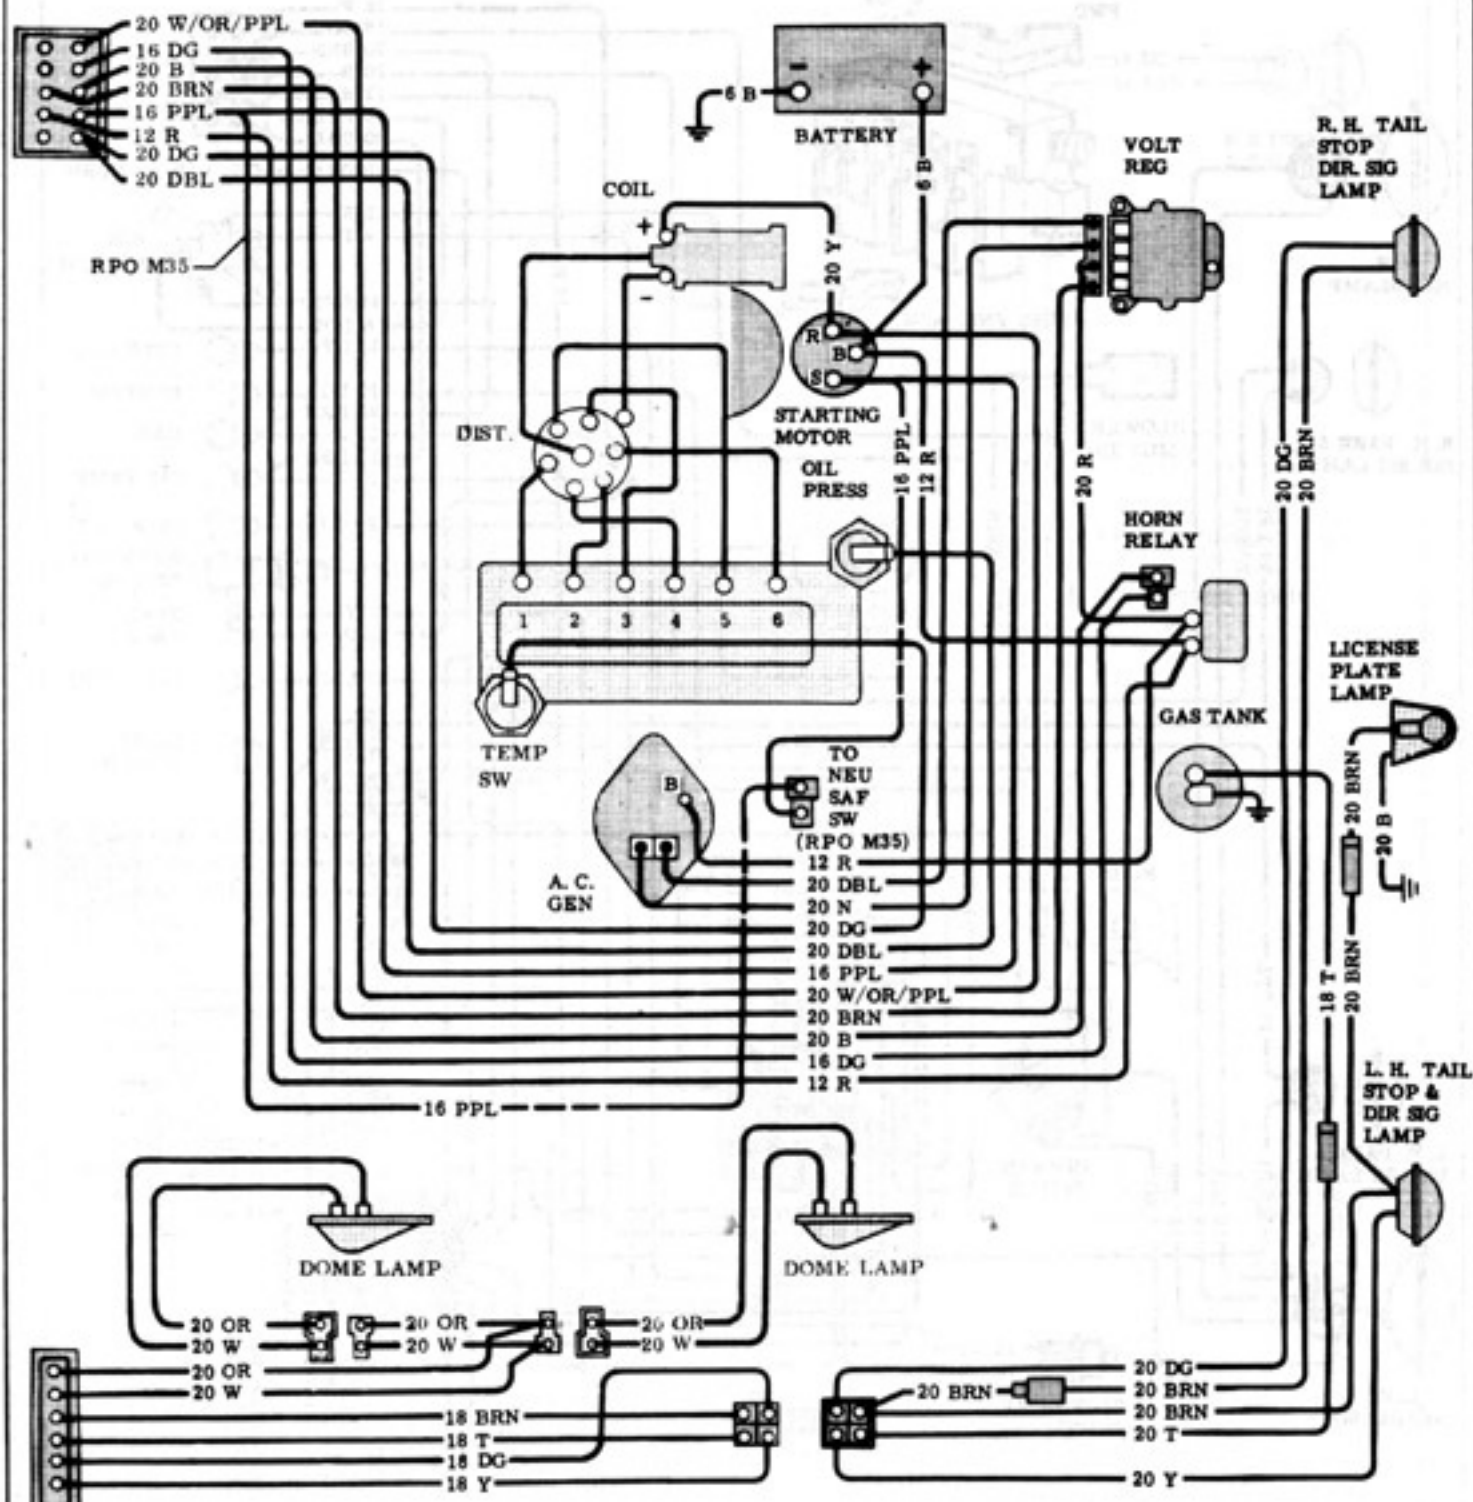 20 W/OR/PPL
16 DG
20 B
20 BRN
16 PPL
12 R
20 DG
20 DBL
RPO M35
6 B
- +
BATTERY
6 B
COIL
+
-
20 Y
VOLT
REG
R. H. TAIL
STOP
DIR. SIG
LAMP
R
B
S
STARTING
MOTOR
DIST.
OIL
PRESS
16 PPL
12 R
20 R
20 DG
20 BRN
HORN
RELAY
1 2 3 4 5 6
TEMP
SW
LICENSE
PLATE
LAMP
GAS TANK
20 BRN
20 B
TO
NEU
SAF
SW
(RPO M35)
B
A. C.
GEN
12 R
20 DBL
20 N
20 DG
20 DBL
16 PPL
20 W/OR/PPL
20 BRN
20 B
16 DG
12 R
16 PPL
18 T
20 BRN
L. H. TAIL
STOP &
DIR SIG
LAMP
DOME LAMP
DOME LAMP
20 OR
20 W
20 OR
20 W
20 OR
20 W
20 OR
20 W
18 BRN
18 T
18 DG
18 Y
20 DG
20 BRN
20 BRN
20 BRN
20 T
20 Y